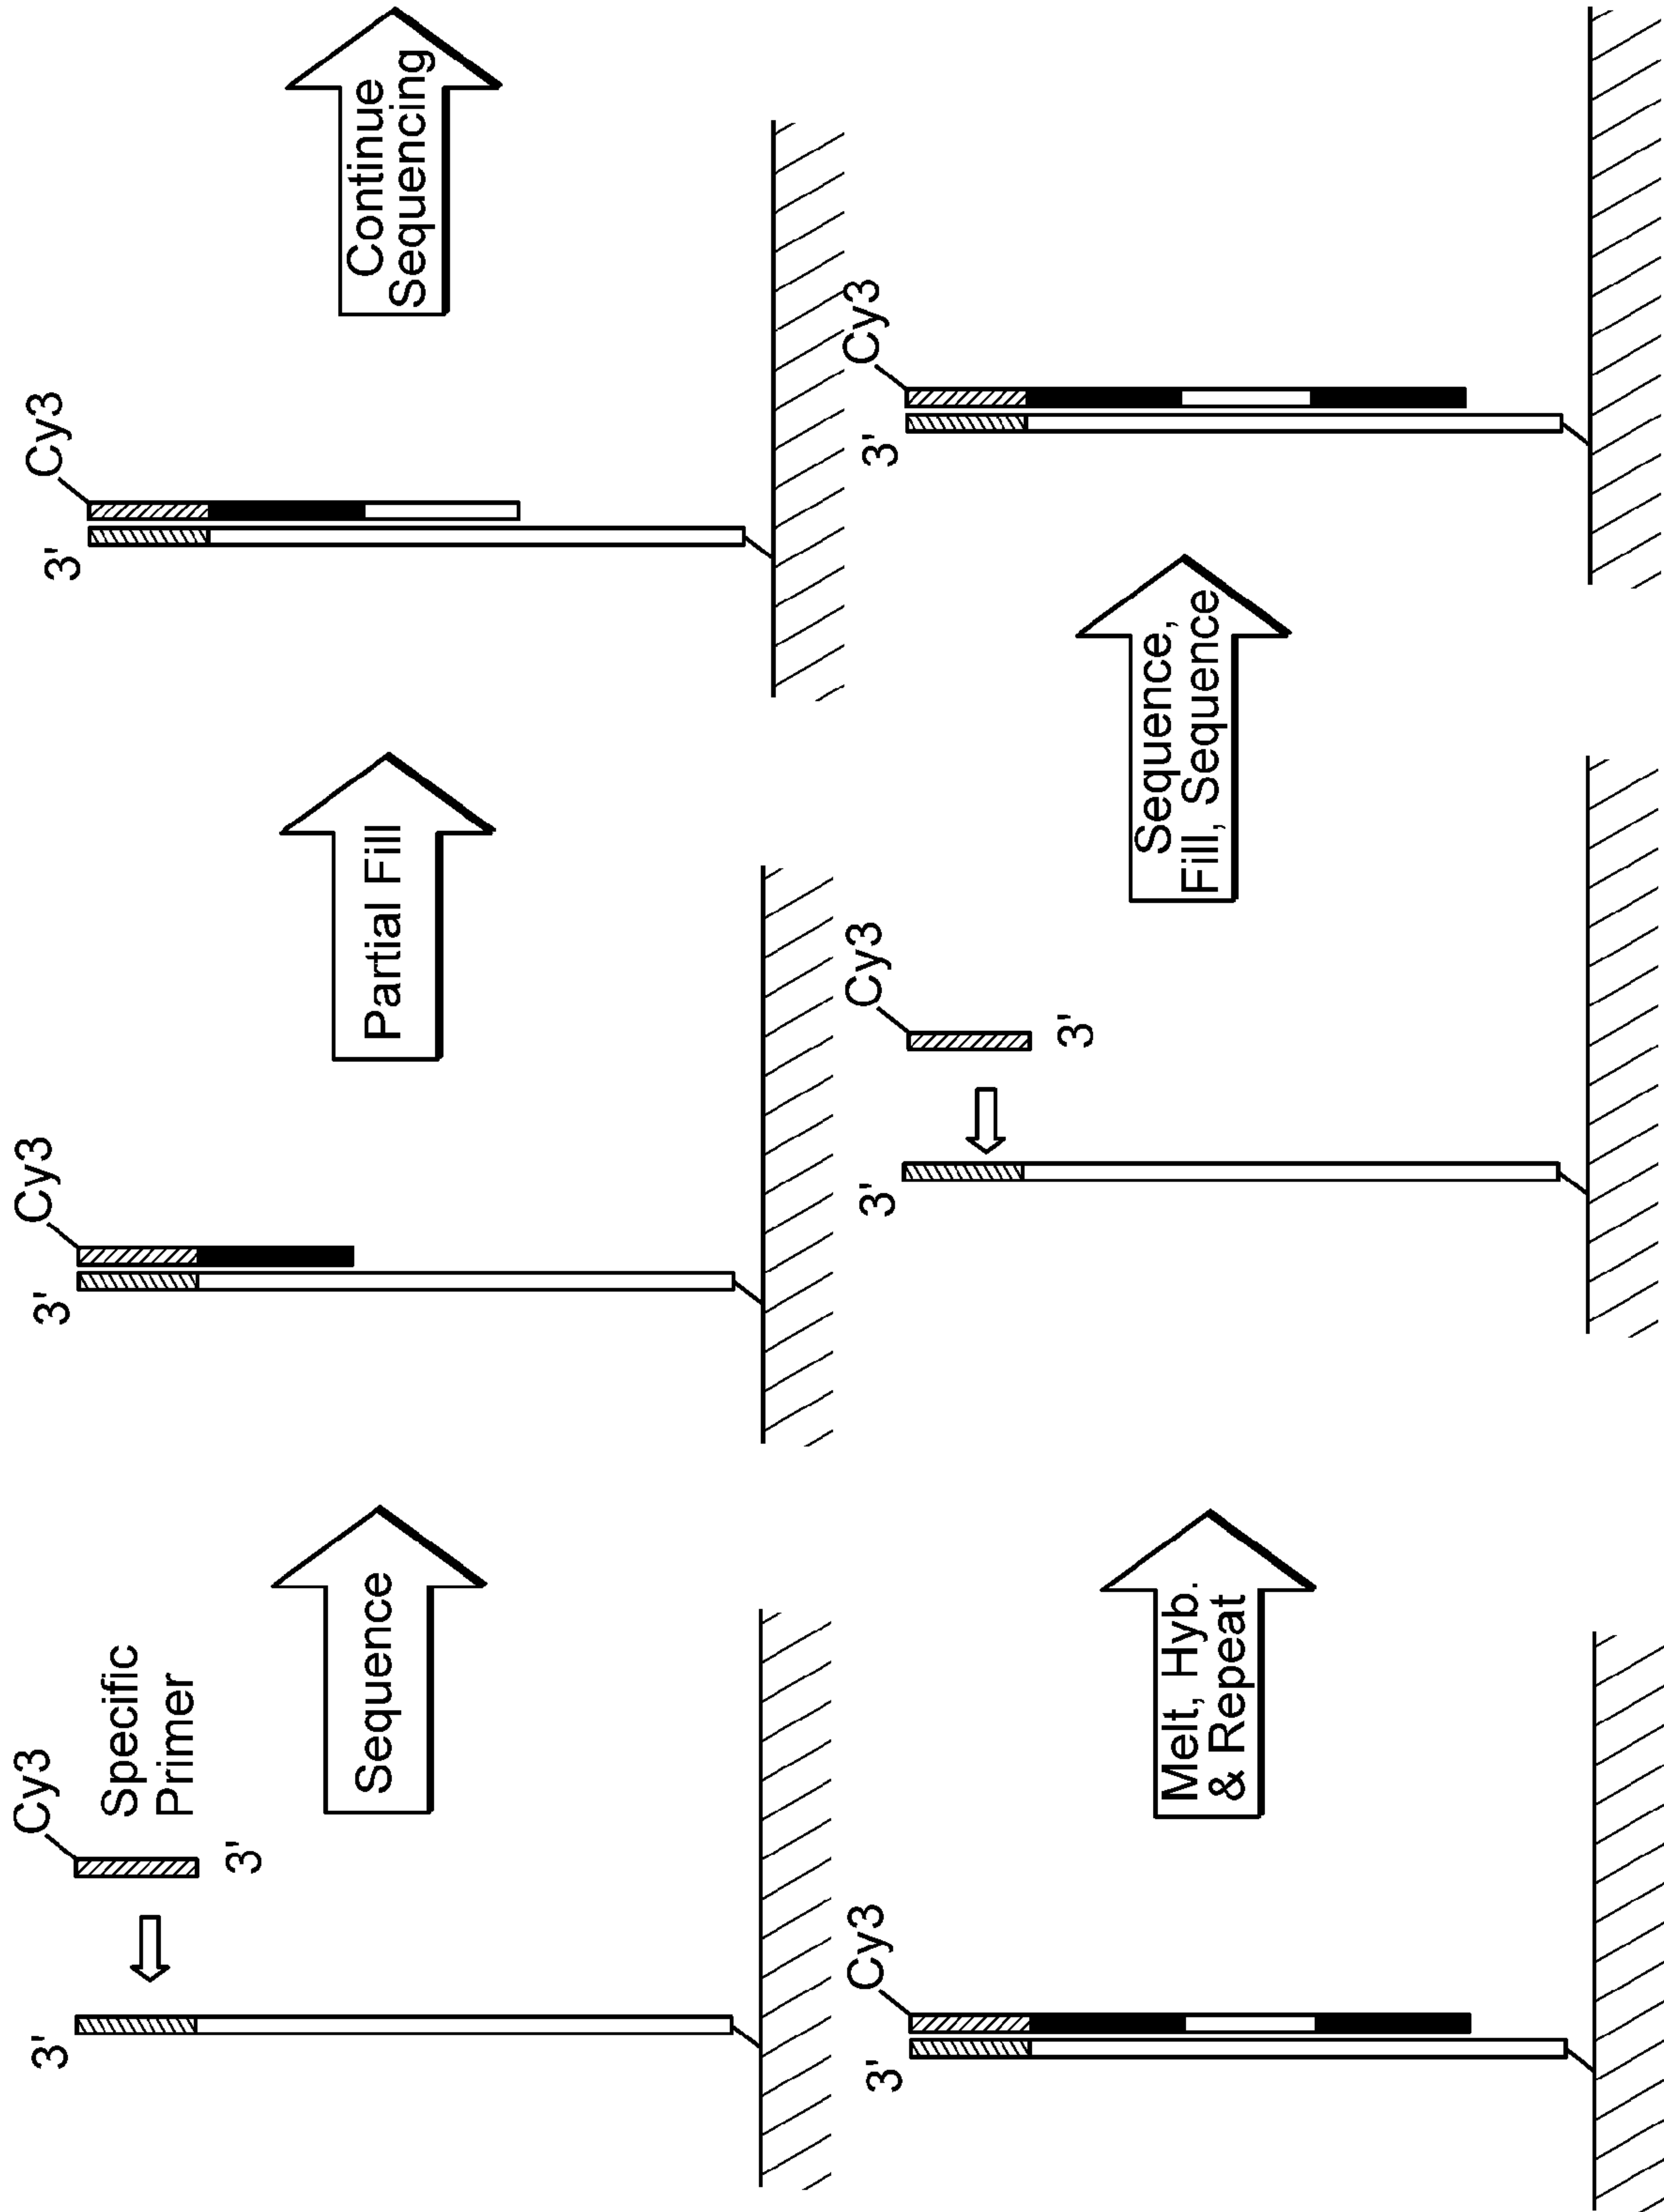 3'
Cy3
Specific
Primer
3'
Sequence
3'
Cy3
Partial Fill
3'
Cy3
Continue
Sequencing
3'
Cy3
Melt, Hyb.
& Repeat
3'
Cy3
3'
Sequence,
Fill, Sequence
3'
Cy3